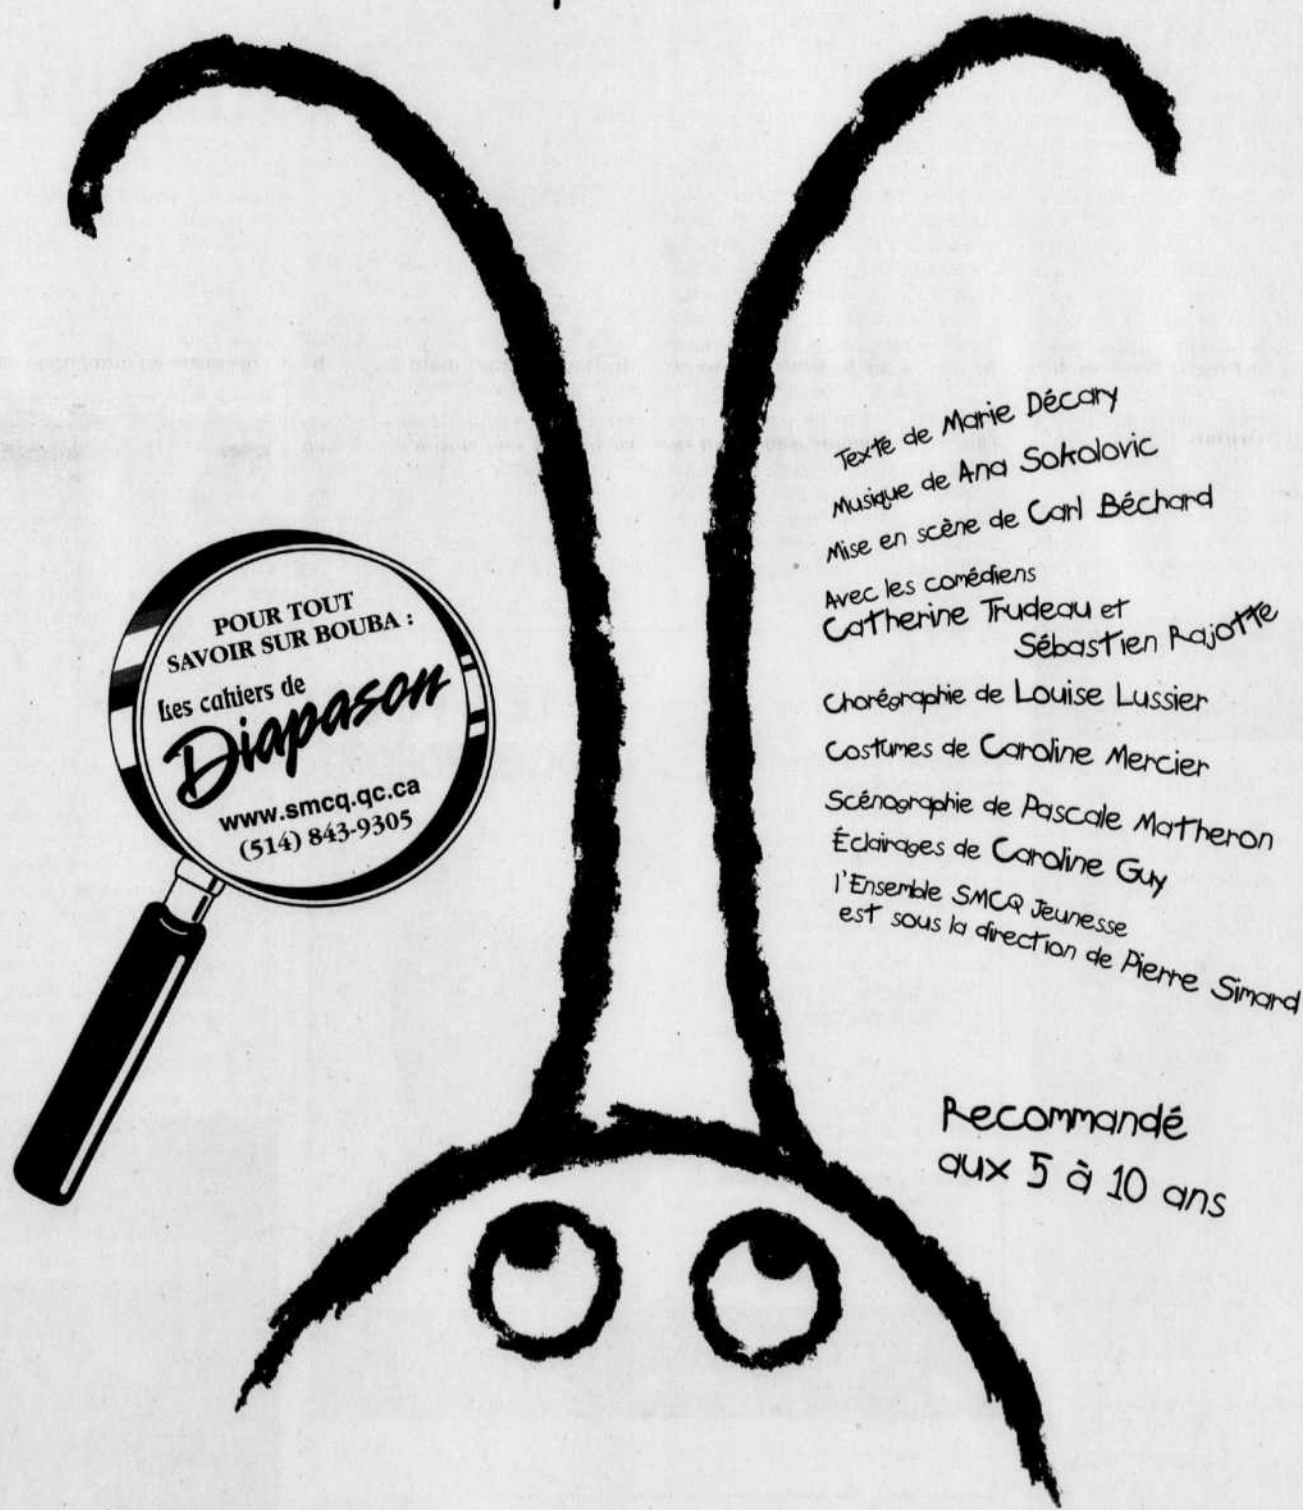 POUR TOUT
SAVOIR SUR BOUBA :
Les cahiers de
Diapason
www.smcq.qc.ca
(514) 843-9305
Texte de Marie Décary
Musique de Ana Sokolovic
Mise en scène de Carl Béchard
Avec les comédiens
Catherine Trudeau et
Sébastien Rajotte
Chorégraphie de Louise Lussier
Costumes de Caroline Mercier
Scénographie de Pascale Matheron
Éclairages de Caroline Guy
l'Ensemble SMCQ Jeunesse
est sous la direction de Pierre Simard
Recommandé
aux 5 à 10 ans